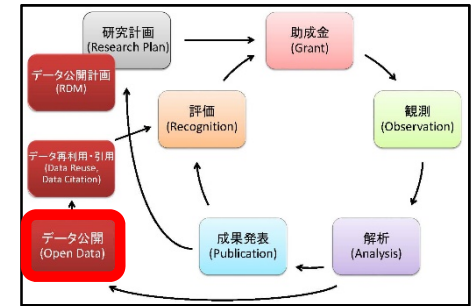 研究計画
(Research Plan)
助成金
(Grant)
データ公開計画
(RDM)
評価
(Recognition)
観測
(Observation)
データ再利用・引用
(Data Reuse,
Data Citation)
データ公開
(Open Data)
成果発表
(Publication)
解析
(Analysis)